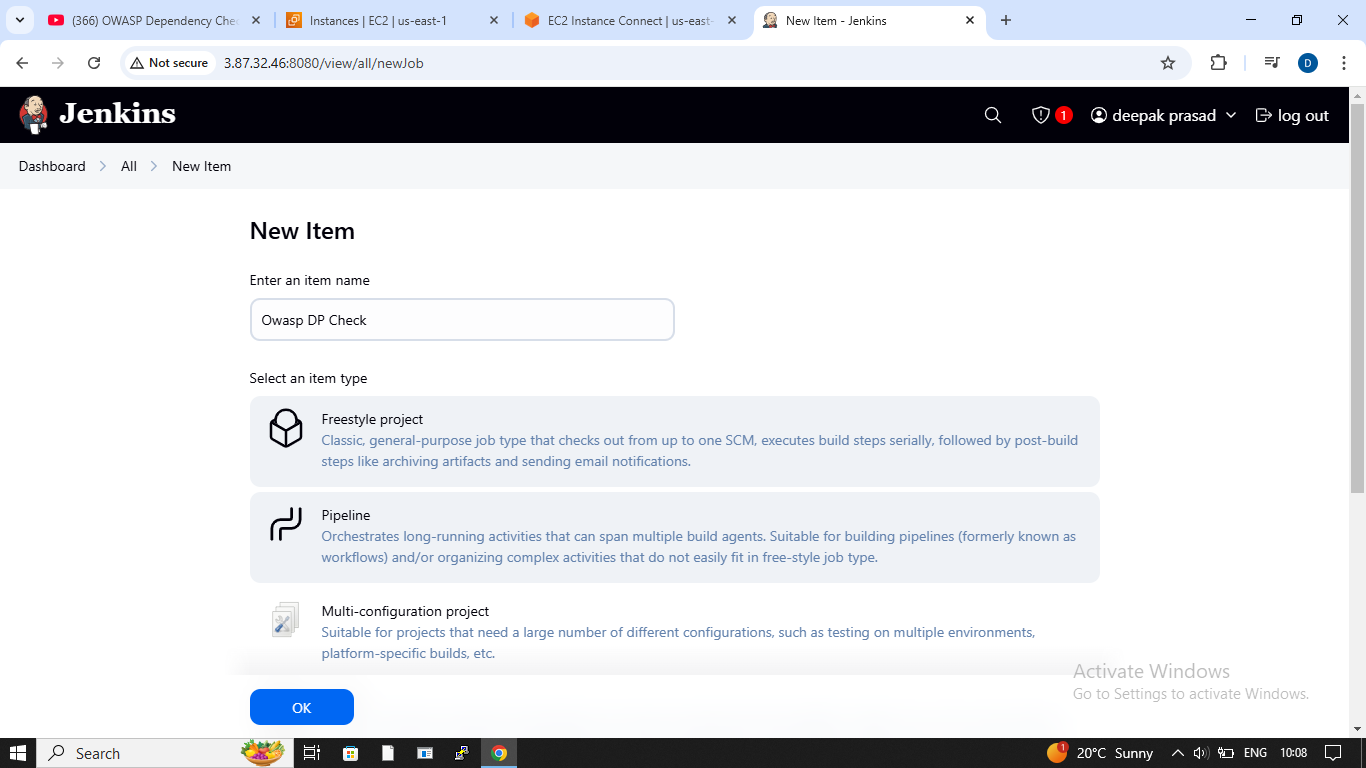 (366) OWASP Dependency Che
Instances | EC2 | us-east-1
EC2 Instance Connect | us-east-
New Item - Jenkins
Not secure
3.87.32.46:8080/view/all/newJob
D
Jenkins
1
deepak prasad
log out
Dashboard
All
New Item
New Item
Enter an item name
Owasp DP Check
Select an item type
Freestyle project
Classic, general-purpose job type that checks out from up to one SCM, executes build steps serially, followed by post-build
steps like archiving artifacts and sending email notifications.
Pipeline
Orchestrates long-running activities that can span multiple build agents. Suitable for building pipelines (formerly known as
workflows) and/or organizing complex activities that do not easily fit in free-style job type.
Multi-configuration project
Suitable for projects that need a large number of different configurations, such as testing on multiple environments,
platform-specific builds, etc.
Activate Windows
Go to Settings to activate Windows.
OK
Search
1
20°C Sunny
ENG
10:08